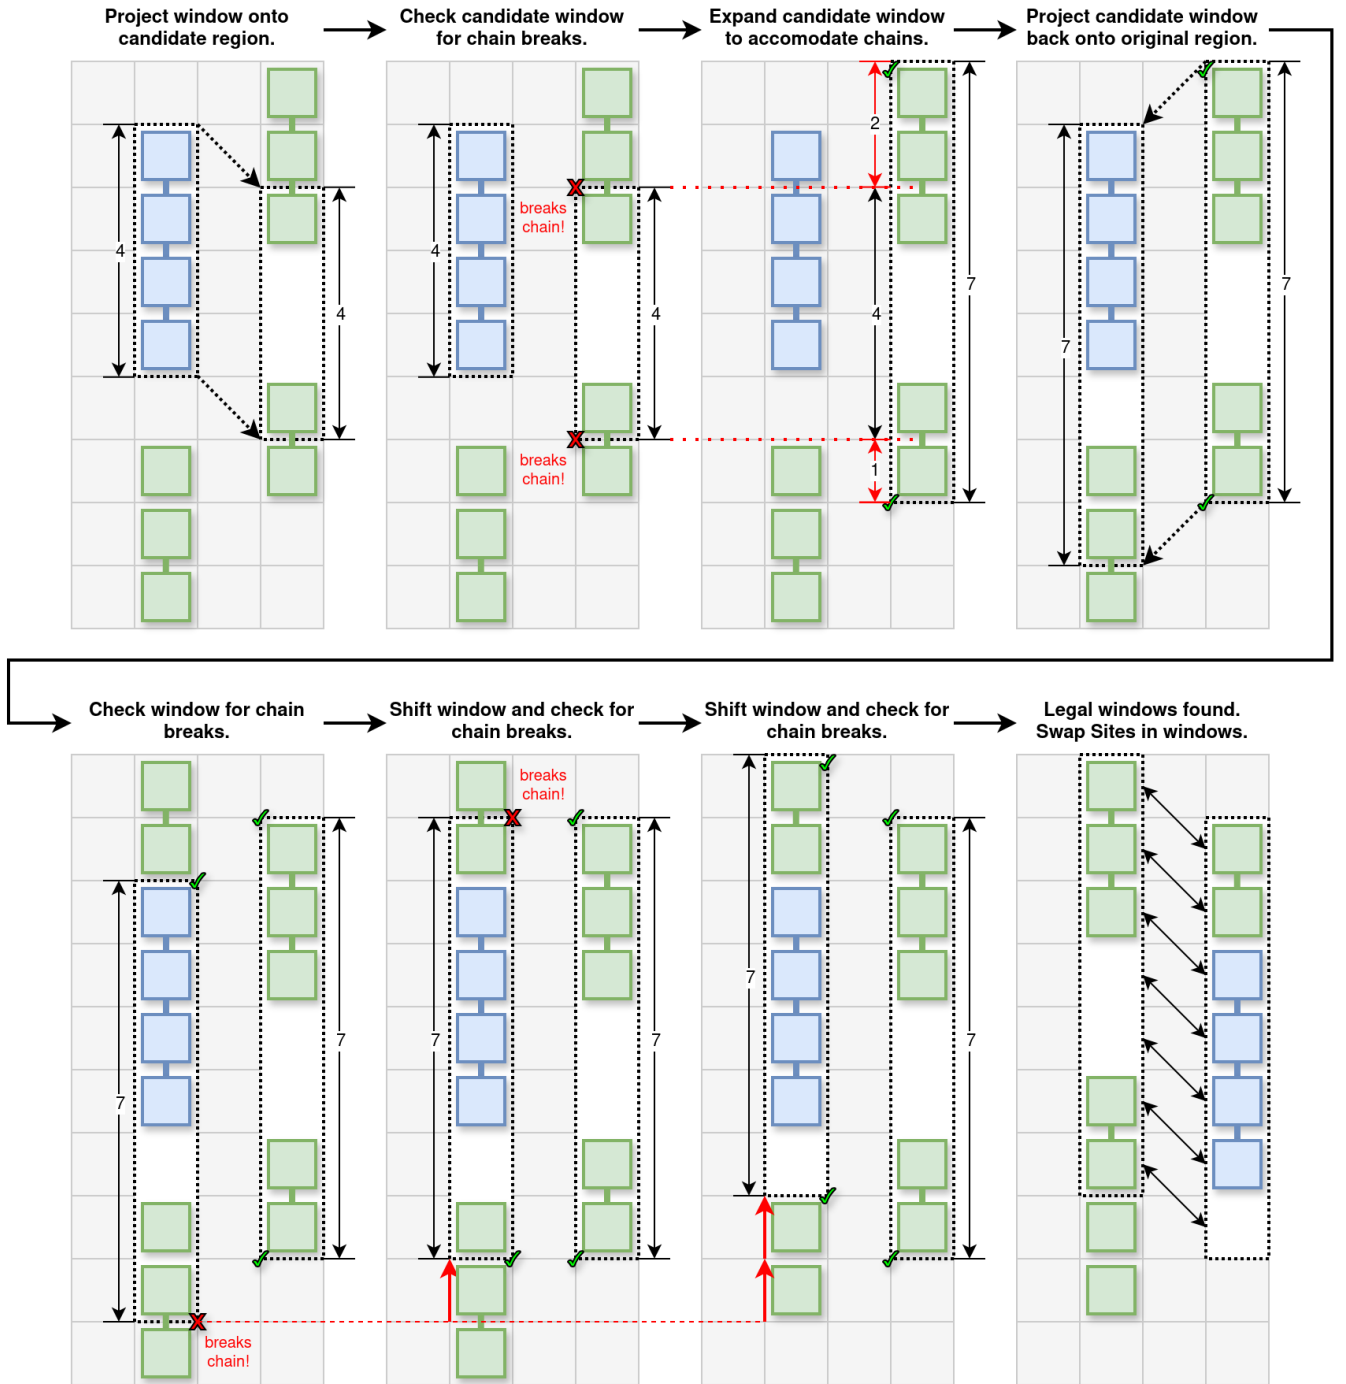 Project window onto
candidate region.
Check candidate window
for chain breaks.
Expand candidate window
to accomodate chains.
Project candidate window
back onto original region.
4
4
4
breaks
chain!
breaks
chain!
4
2
4
1
7
7
7
Check window for chain
breaks.
Shift window and check for
chain breaks.
Shift window and check for
chain breaks.
Legal windows found.
Swap Sites in windows.
7
breaks
chain!
7
7
breaks
chain!
7
7
7